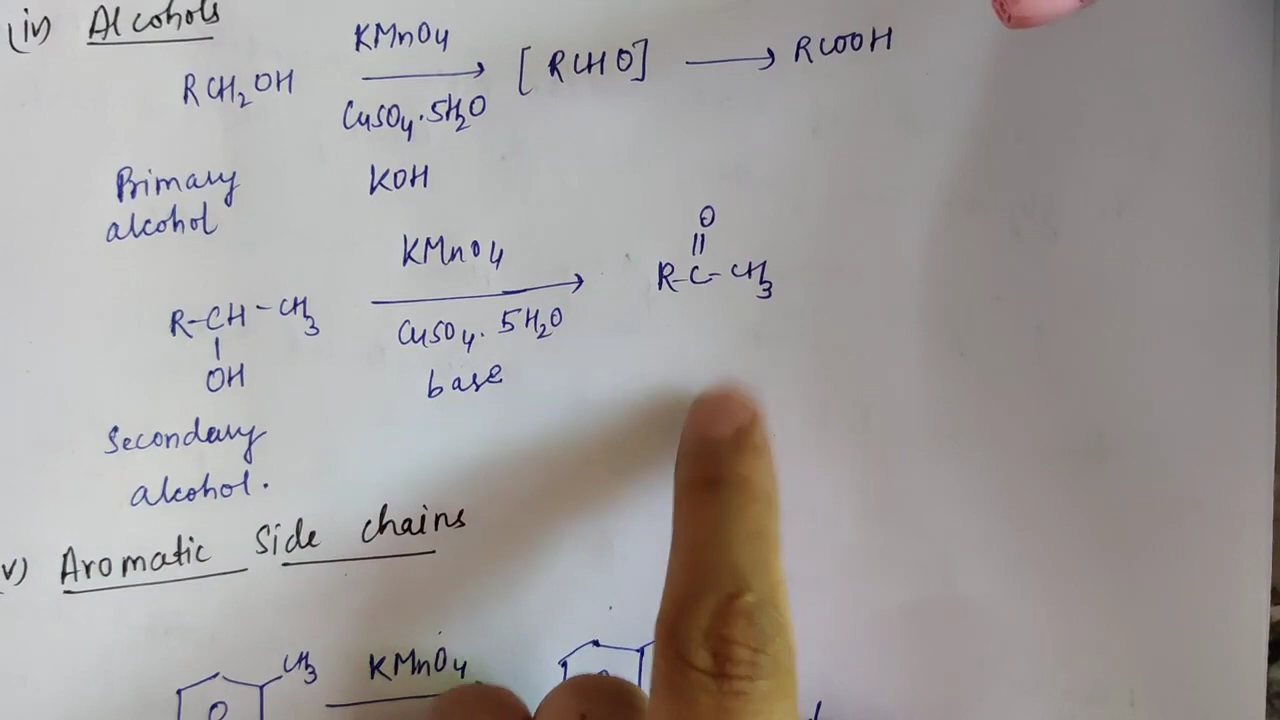 (iv) Alcohols
RCH2OH KMnO4 [RCHO] → RCOOH
CuSO4.5H2O
Primary alcohol KOH
KMnO4
O
||
R-CH-CH3 R-C-CH3
|
OH
CuSO4. 5H2O
base
Secondary
alcohol.
v) Aromatic side chains
CH3 KMnO4